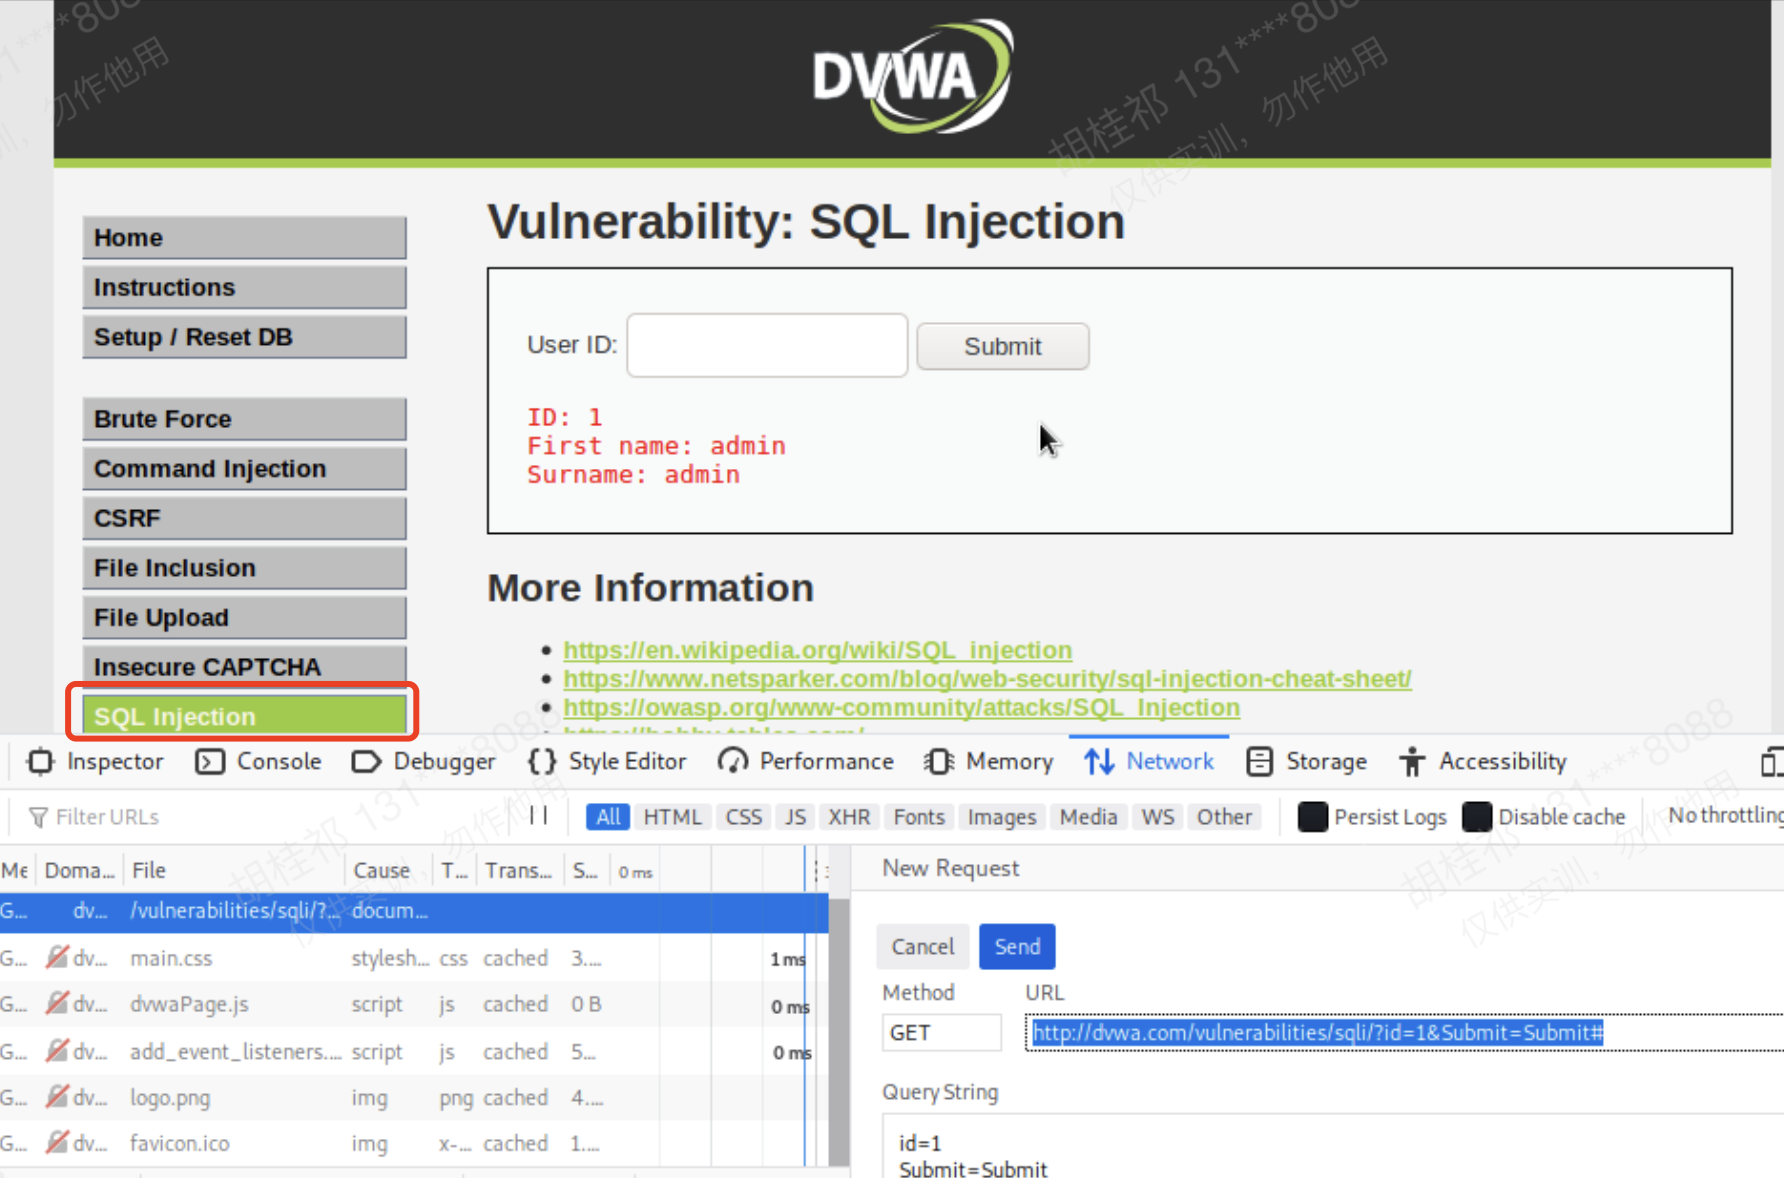 DVWA
Home
Instructions
Setup / Reset DB
Brute Force
Command Injection
CSRF
File Inclusion
File Upload
Insecure CAPTCHA
SQL Injection
Vulnerability: SQL Injection
User ID:
Submit
ID: 1
First name: admin
Surname: admin
More Information
https://en.wikipedia.org/wiki/SQL_injection
https://www.netsparker.com/blog/web-security/sql-injection-cheat-sheet/
https://owasp.org/www-community/attacks/SQL_Injection
Inspector Console Debugger Style Editor Performance Memory Network Storage Accessibility
Filter URLs All HTML CSS JS XHR Fonts Images Media WS Other Persist Logs Disable cache No throttling
Me Doma... File Cause T... Trans... S... 0 ms
G... dv... /vulnerabilities/sqli/?... docum...
G... dv... main.css stylesh... css cached 3.... 1 ms
G... dv... dvwaPage.js script js cached 0 B 0 ms
G... dv... add_event_listeners.... script js cached 5... 0 ms
G... dv... logo.png img png cached 4....
G... dv... favicon.ico img x-... cached 1....
New Request
Cancel Send
Method URL
GET http://dvwa.com/vulnerabilities/sqli/?id=1&Submit=Submit#
Query String
id=1
Submit=Submit
胡桂祁 131****8088
仅供实训，勿作他用